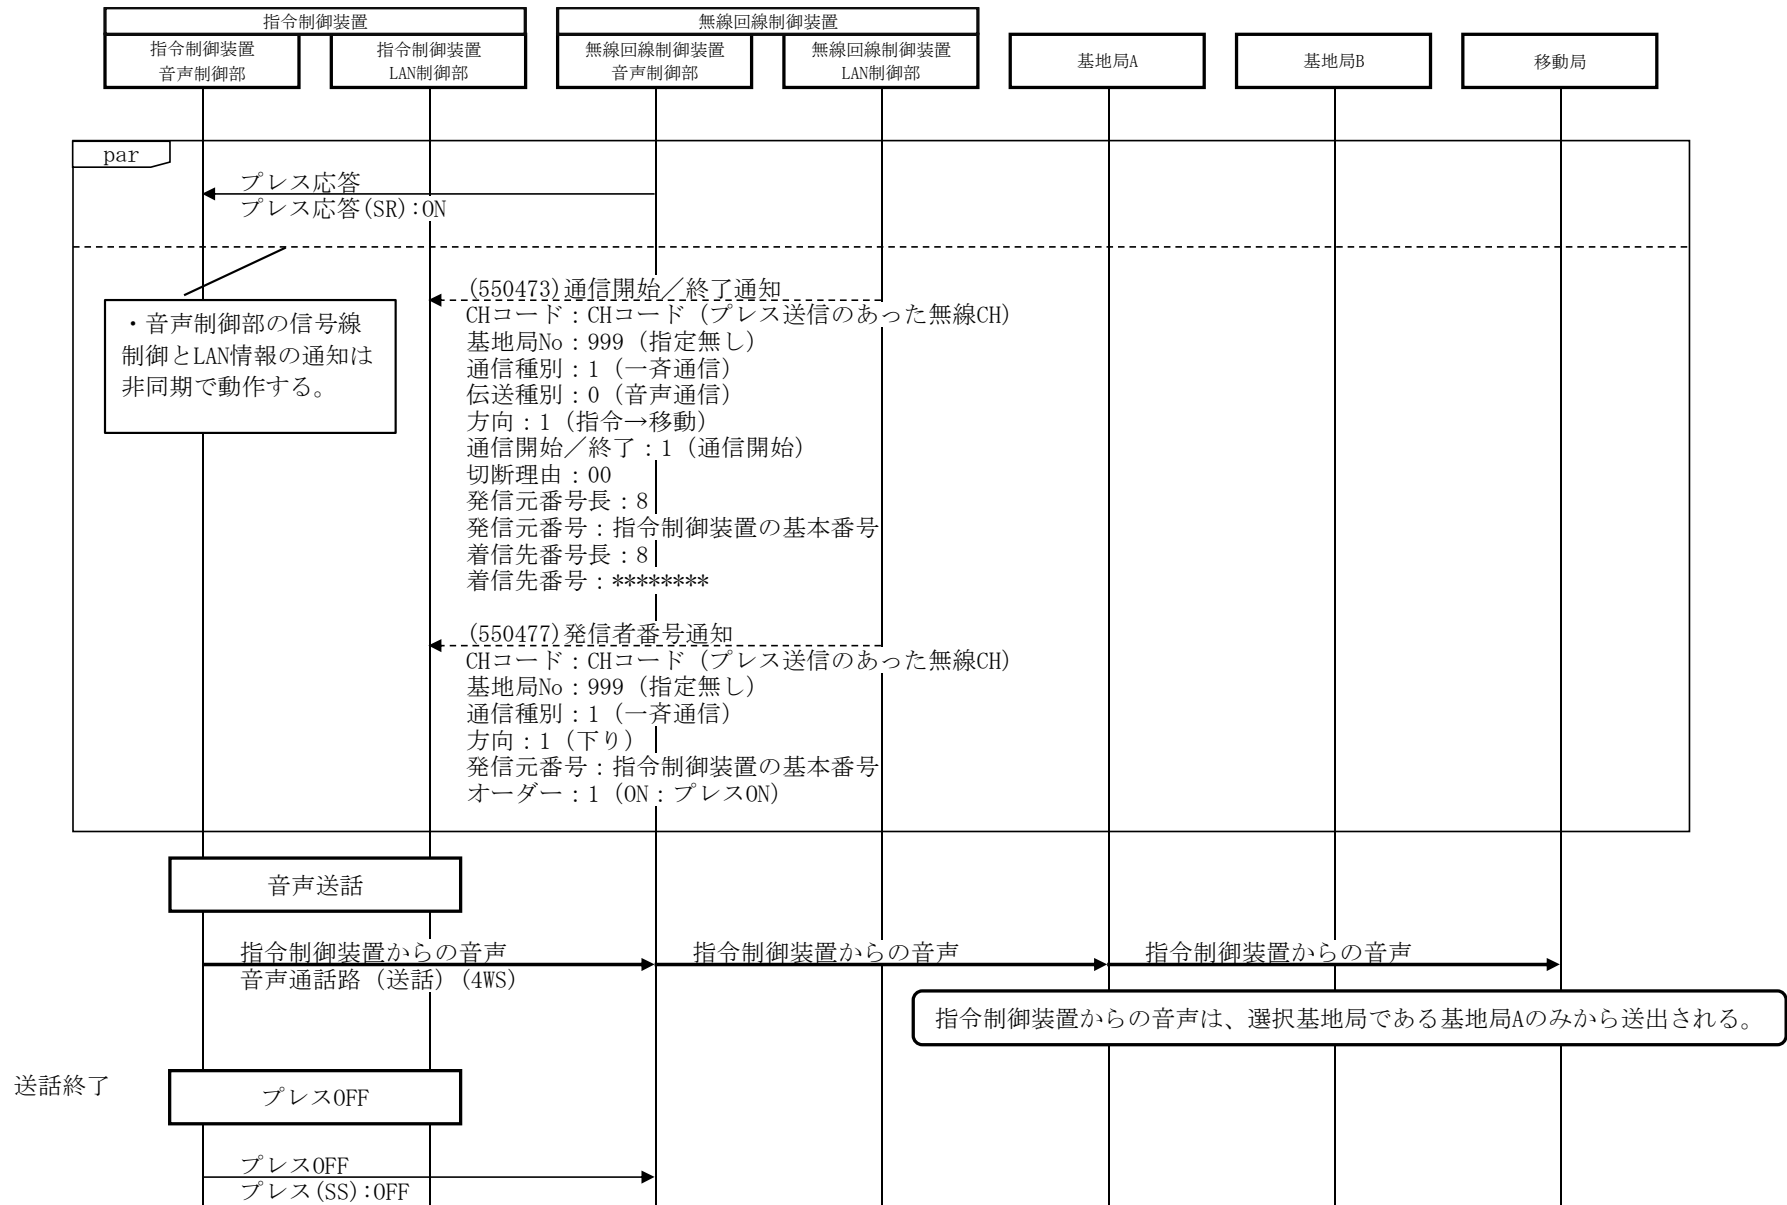 指令制御装置
無線回線制御装置
指令制御装置
音声制御部
指令制御装置
LAN制御部
無線回線制御装置
音声制御部
無線回線制御装置
LAN制御部
基地局A
基地局B
移動局
par
プレス応答
プレス応答(SR):ON
(550473)通信開始／終了通知
CHコード：CHコード（プレス送信のあった無線CH）
基地局No：999（指定無し）
通信種別：1（一斉通信）
伝送種別：0（音声通信）
方向：1（指令→移動）
通信開始／終了：1（通信開始）
切断理由：00
発信元番号長：8
発信元番号：指令制御装置の基本番号
着信先番号長：8
着信先番号：********
・音声制御部の信号線
制御とLAN情報の通知は
非同期で動作する。
(550477)発信者番号通知
CHコード：CHコード（プレス送信のあった無線CH）
基地局No：999（指定無し）
通信種別：1（一斉通信）
方向：1（下り）
発信元番号：指令制御装置の基本番号
オーダー：1（ON：プレスON）
音声送話
指令制御装置からの音声
音声通話路（送話）(4WS)
指令制御装置からの音声
指令制御装置からの音声
指令制御装置からの音声は、選択基地局である基地局Aのみから送出される。
送話終了
プレスOFF
プレスOFF
プレス(SS):OFF